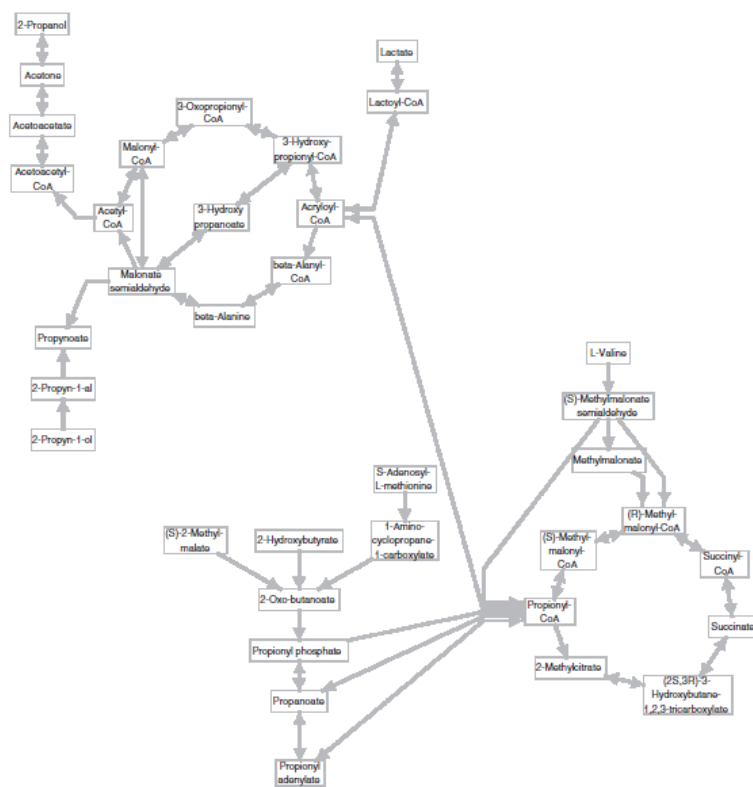 2-Propanol
Acetone
Acetoacetate
Acetoacetyl-
CoA
Lactate
Lactoyl-CoA
3-Oxopropionyl-
CoA
Malonyl-
CoA
3-Hydroxy-
propionyl-CoA
Acetyl-
CoA
3-Hydroxy
propanoate
Acryloyl-
CoA
Malonate
semialdehyde
beta-Alanyl-
CoA
beta-Alanine
Propynoate
2-Propyn-1-al
2-Propyn-1-ol
L-Valine
(S)-Methylmalonate
semialdehyde
Methylmalonate
S-Adenosyl-
L-methionine
(R)-Methyl-
malonyl-CoA
(S)-2-Methyl-
malate
2-Hydroxybutyrate
1-Amino-
cyclopropane-
1-carboxylate
(S)-Methyl-
malonyl-
CoA
Succinyl-
CoA
2-Oxo-butanoate
Propionyl-
CoA
Succinate
Propionyl phosphate
2-Methylcitrate
Propanoate
(2S,3R)-3-
Hydroxybutane-
1,2,3-tricarboxylate
Propionyl
adenylate